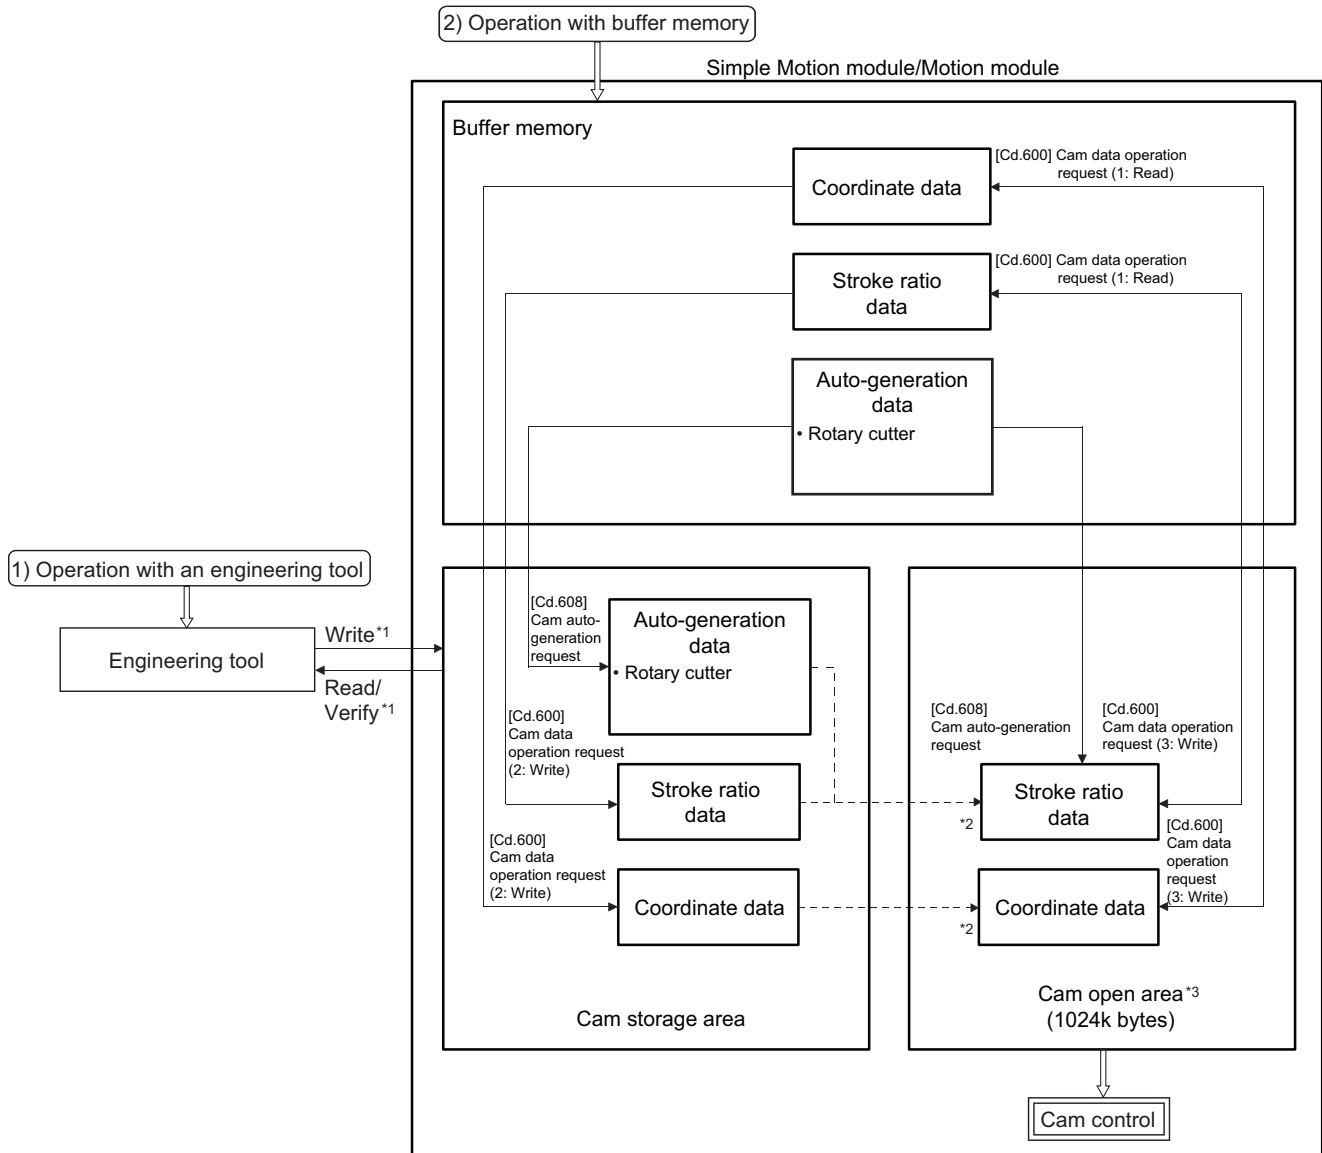 2) Operation with buffer memory
Simple Motion module/Motion module
Buffer memory
Coordinate data
[Cd.600] Cam data operation
request (1: Read)
Stroke ratio
data
[Cd.600] Cam data operation
request (1: Read)
Auto-generation
data
• Rotary cutter
1) Operation with an engineering tool
Engineering tool
Write*1
Read/
Verify*1
[Cd.608]
Cam auto-
generation
request
Auto-generation
data
• Rotary cutter
[Cd.600]
Cam data
operation request
(2: Write)
Stroke ratio
data
[Cd.600]
Cam data
operation request
(2: Write)
Coordinate data
Cam storage area
[Cd.608]
Cam auto-generation
request
[Cd.600]
Cam data operation
request (3: Write)
Stroke ratio
data
*2
[Cd.600]
Cam data
operation
request
(3: Write)
Coordinate data
*2
Cam open area*3
(1024k bytes)
Cam control